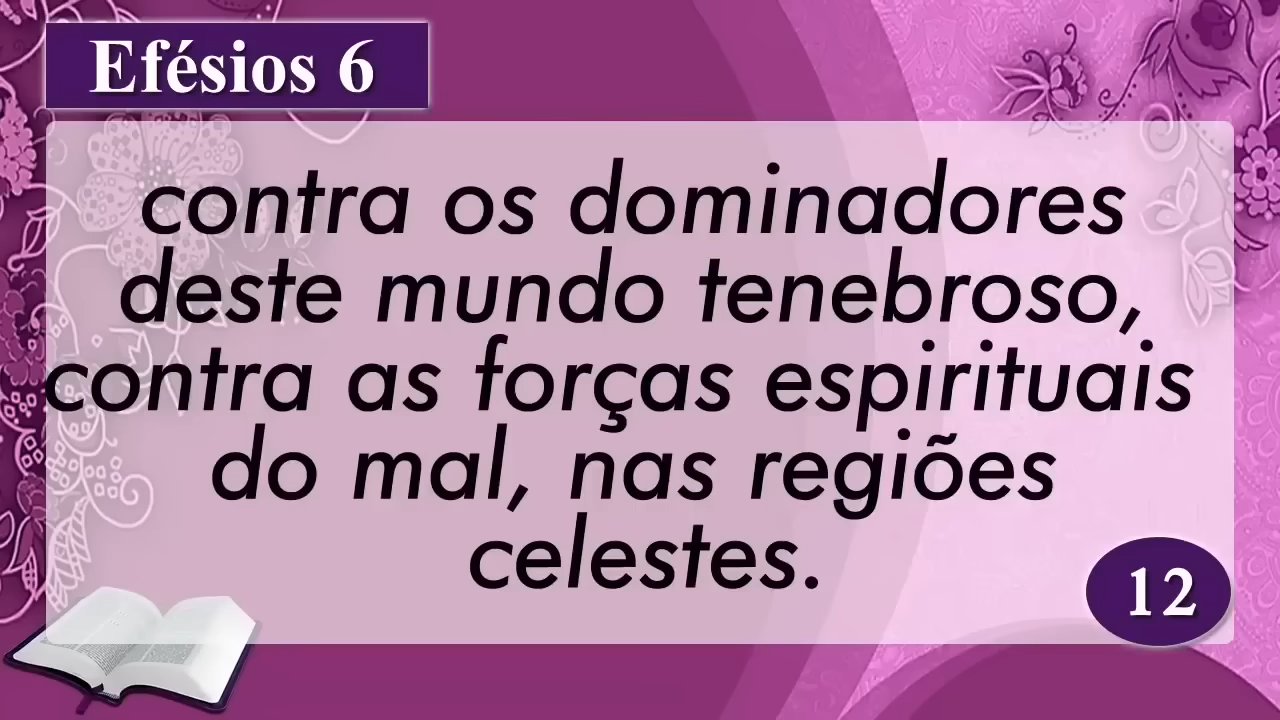 Efésios 6
contra os dominadores
deste mundo tenebroso,
contra as forças espirituais
do mal, nas regiões
celestes.
12